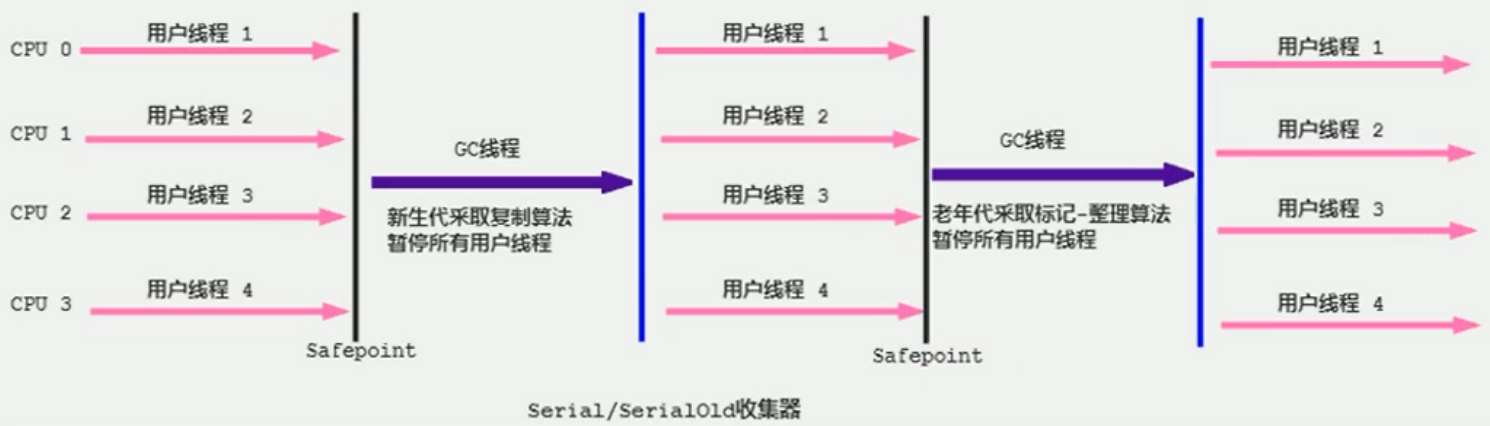 CPU 0
用户线程 1
用户线程 1
用户线程 1
CPU 1
用户线程 2
用户线程 2
用户线程 2
GC线程
GC线程
CPU 2
用户线程 3
用户线程 3
用户线程 3
新生代采取复制算法
暂停所有用户线程
老年代采取标记-整理算法
暂停所有用户线程
CPU 3
用户线程 4
用户线程 4
用户线程 4
Safepoint
Safepoint
Serial/SerialOld收集器